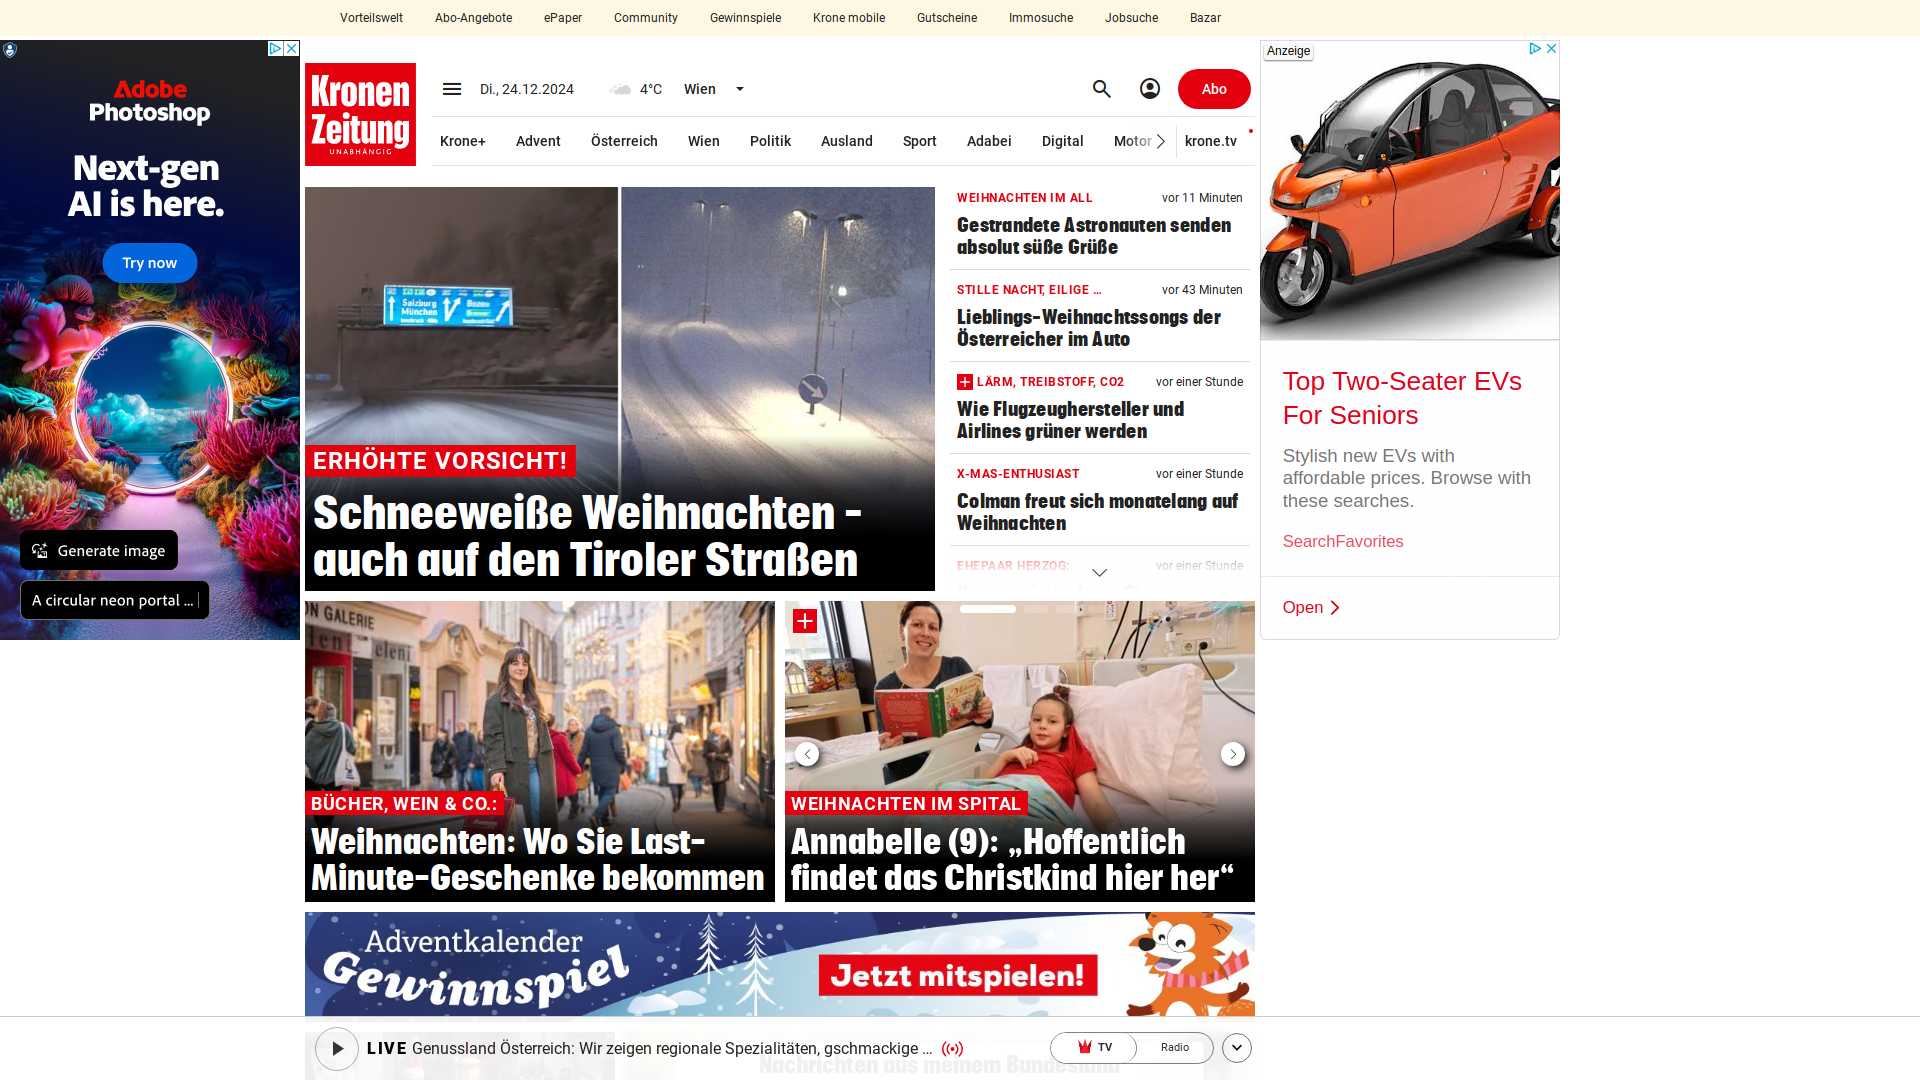 Vorteilswelt Abo-Angebote ePaper Community Gewinnspiele Krone mobile Gutscheine Immosuche Jobsuche Bazar
Adobe
Photoshop
Next-gen
AI is here.
Try now
Generate image
A circular neon portal ...
Kronen
Zeitung
UNABHÄNGIG
Di., 24.12.2024 4°C Wien
Abo
Krone+ Advent Österreich Wien Politik Ausland Sport Adabei Digital Motor krone.tv
Salzburg
München
Bozen
ERHÖHTE VORSICHT!
Schneeweiße Weihnachten –
auch auf den Tiroler Straßen
WEIHNACHTEN IM ALL vor 11 Minuten
Gestrandete Astronauten senden
absolut süße Grüße
STILLE NACHT, EILIGE ... vor 43 Minuten
Lieblings-Weihnachtssongs der
Österreicher im Auto
LÄRM, TREIBSTOFF, CO2 vor einer Stunde
Wie Flugzeughersteller und
Airlines grüner werden
X-MAS-ENTHUSIAST vor einer Stunde
Colman freut sich monatelang auf
Weihnachten
EHEPAAR HERZOG: vor einer Stunde
Anzeige
Top Two-Seater EVs
For Seniors
Stylish new EVs with
affordable prices. Browse with
these searches.
SearchFavorites
Open
ON GALERIE
eleni
BÜCHER, WEIN & CO.:
Weihnachten: Wo Sie Last-
Minute-Geschenke bekommen
WEIHNACHTEN IM SPITAL
Annabelle (9): „Hoffentlich
findet das Christkind hier her“
Adventkalender
Gewinnspiel
Jetzt mitspielen!
LIVE Genussland Österreich: Wir zeigen regionale Spezialitäten, gschmackige ...
TV Radio
Nachrichten aus meinem Bundesland